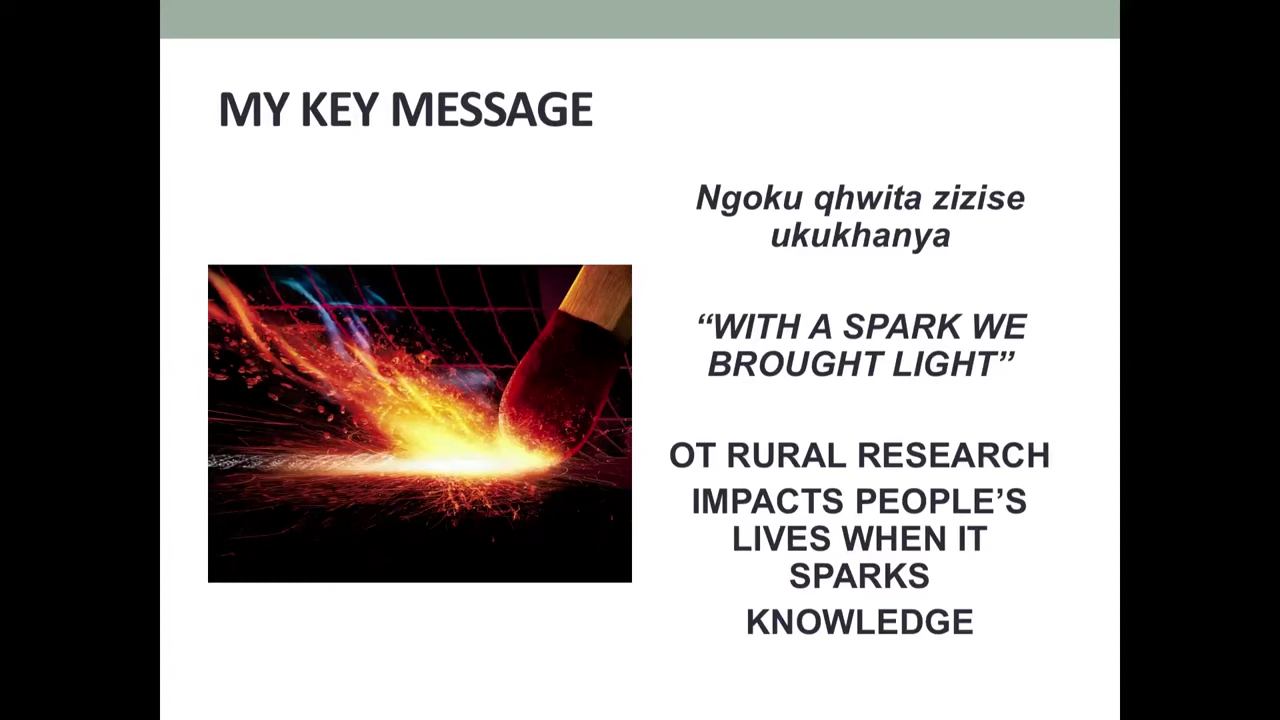 MY KEY MESSAGE
Ngoku qhwita zizise
ukukhanya
“WITH A SPARK WE
BROUGHT LIGHT”
OT RURAL RESEARCH
IMPACTS PEOPLE’S
LIVES WHEN IT
SPARKS
KNOWLEDGE